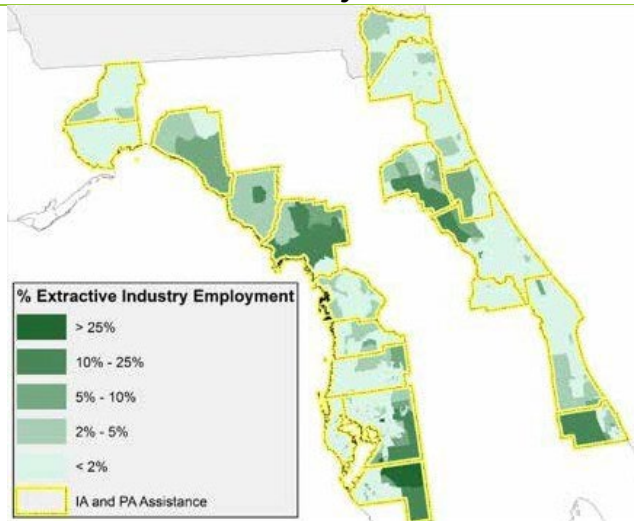 % Extractive Industry Employment
> 25%
10% - 25%
5% - 10%
2% - 5%
< 2%
IA and PA Assistance